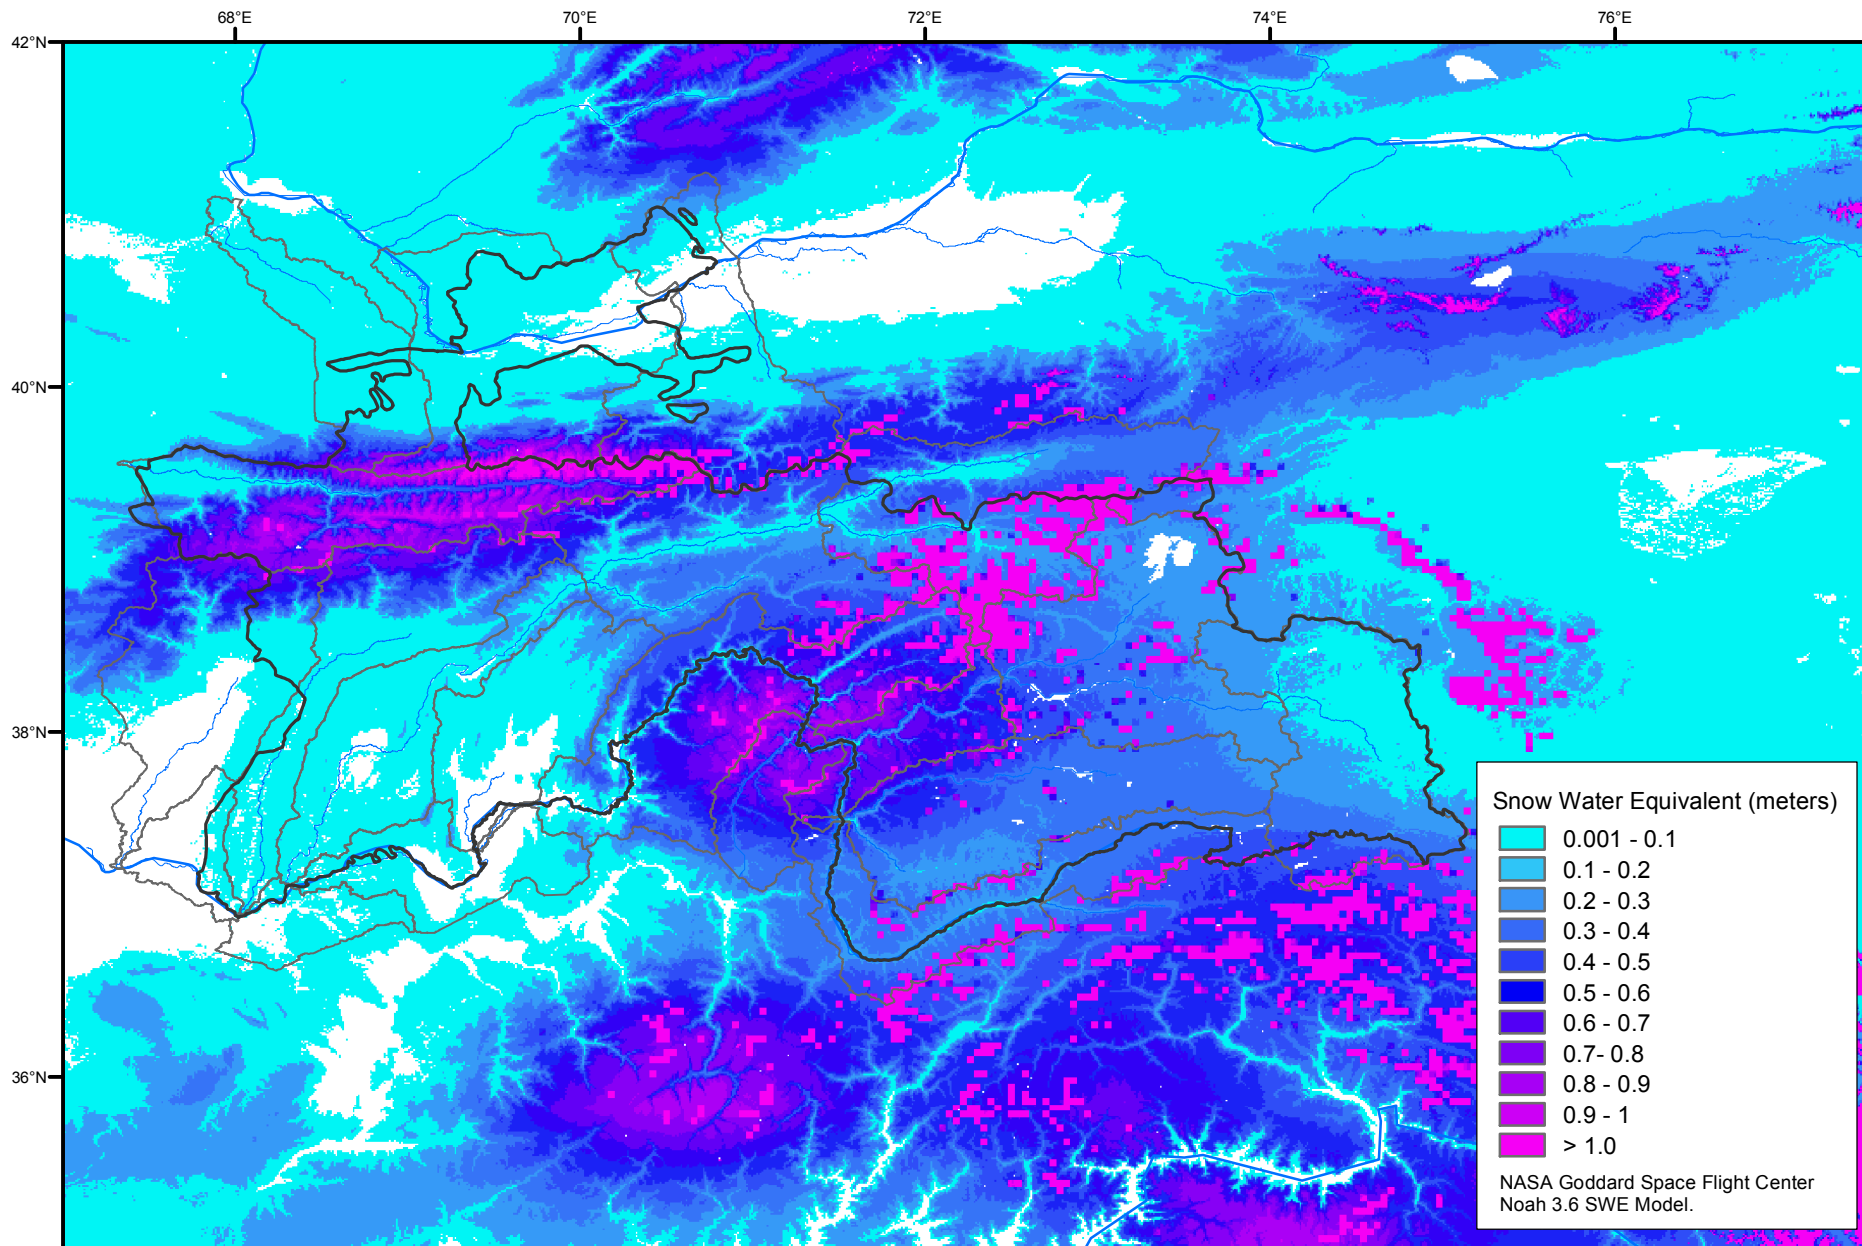 68°E 70°E 72°E 74°E 76°E
42°N
40°N
38°N
36°N
Snow Water Equivalent (meters)
0.001 - 0.1
0.1 - 0.2
0.2 - 0.3
0.3 - 0.4
0.4 - 0.5
0.5 - 0.6
0.6 - 0.7
0.7- 0.8
0.8 - 0.9
0.9 - 1
> 1.0
NASA Goddard Space Flight Center
Noah 3.6 SWE Model.